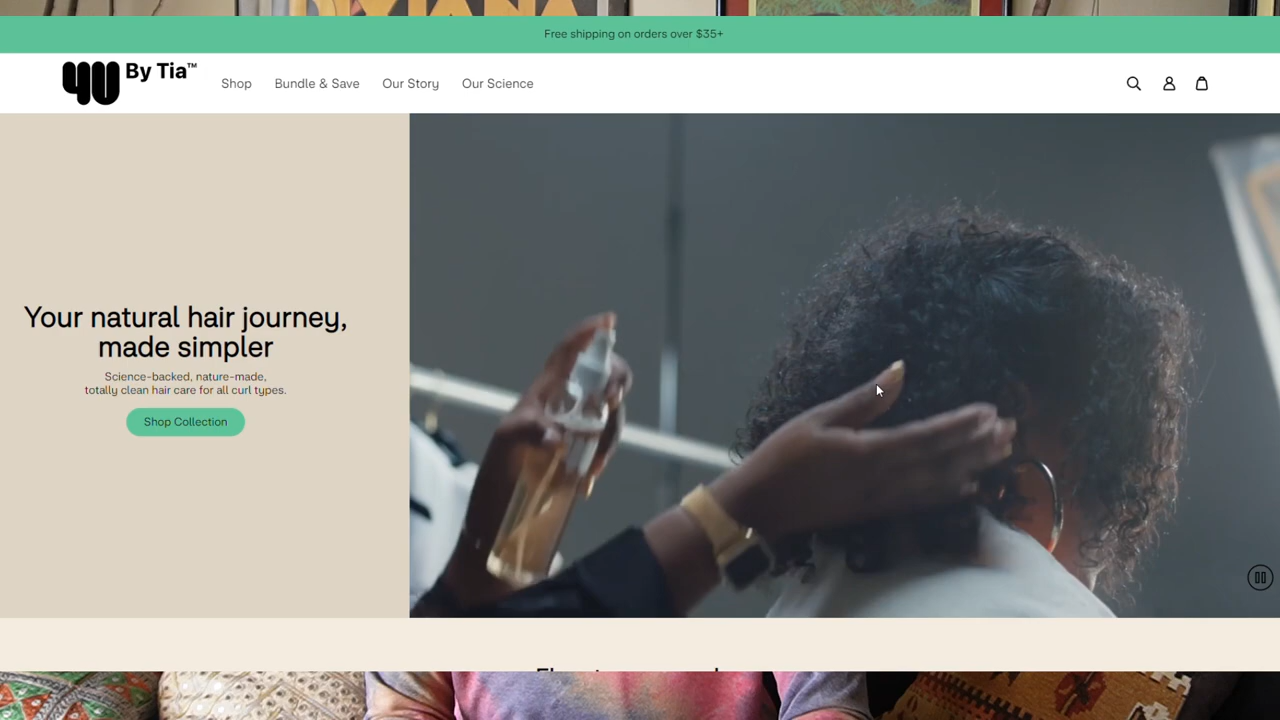 Free shipping on orders over $35+
4U By Tia™
Shop
Bundle & Save
Our Story
Our Science
Your natural hair journey,
made simpler
Science-backed, nature-made,
totally clean hair care for all curl types.
Shop Collection